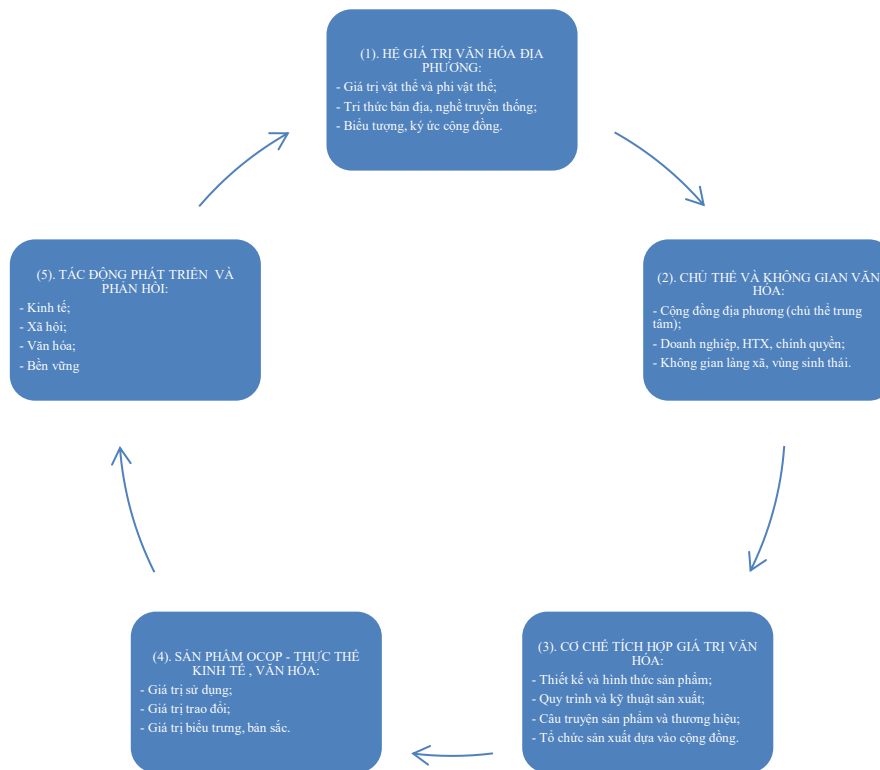 (1). HỆ GIÁ TRỊ VĂN HÓA ĐỊA
PHƯƠNG:
- Giá trị vật thể và phi vật thể;
- Tri thức bản địa, nghề truyền thống;
- Biểu tượng, ký ức cộng đồng.
(2). CHỦ THỂ VÀ KHÔNG GIAN VĂN
HÓA:
- Cộng đồng địa phương (chủ thể trung
tâm);
- Doanh nghiệp, HTX, chính quyền;
- Không gian làng xã, vùng sinh thái.
(3). CƠ CHẾ TÍCH HỢP GIÁ TRỊ VĂN
HÓA:
- Thiết kế và hình thức sản phẩm;
- Quy trình và kỹ thuật sản xuất;
- Câu truyện sản phẩm và thương hiệu;
- Tổ chức sản xuất dựa vào cộng đồng.
(4). SẢN PHẨM OCOP - THỰC THỂ
KINH TẾ , VĂN HÓA:
- Giá trị sử dụng;
- Giá trị trao đổi;
- Giá trị biểu trưng, bản sắc.
(5). TÁC ĐỘNG PHÁT TRIỂN VÀ
PHẢN HỒI:
- Kinh tế;
- Xã hội;
- Văn hóa;
- Bền vững